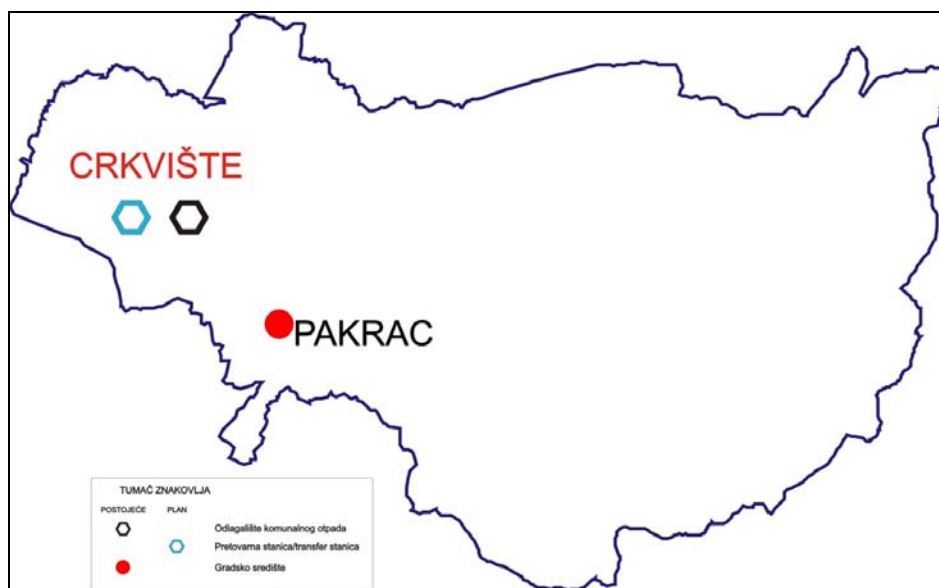 CRKVIŠTE
PAKRAC
TUMAČ ZNAKOVLJA
POSTOJEĆE PLAN
Odlagalište komunalnog otpada
Pretovarna stanica/transfer stanica
Gradsko središte